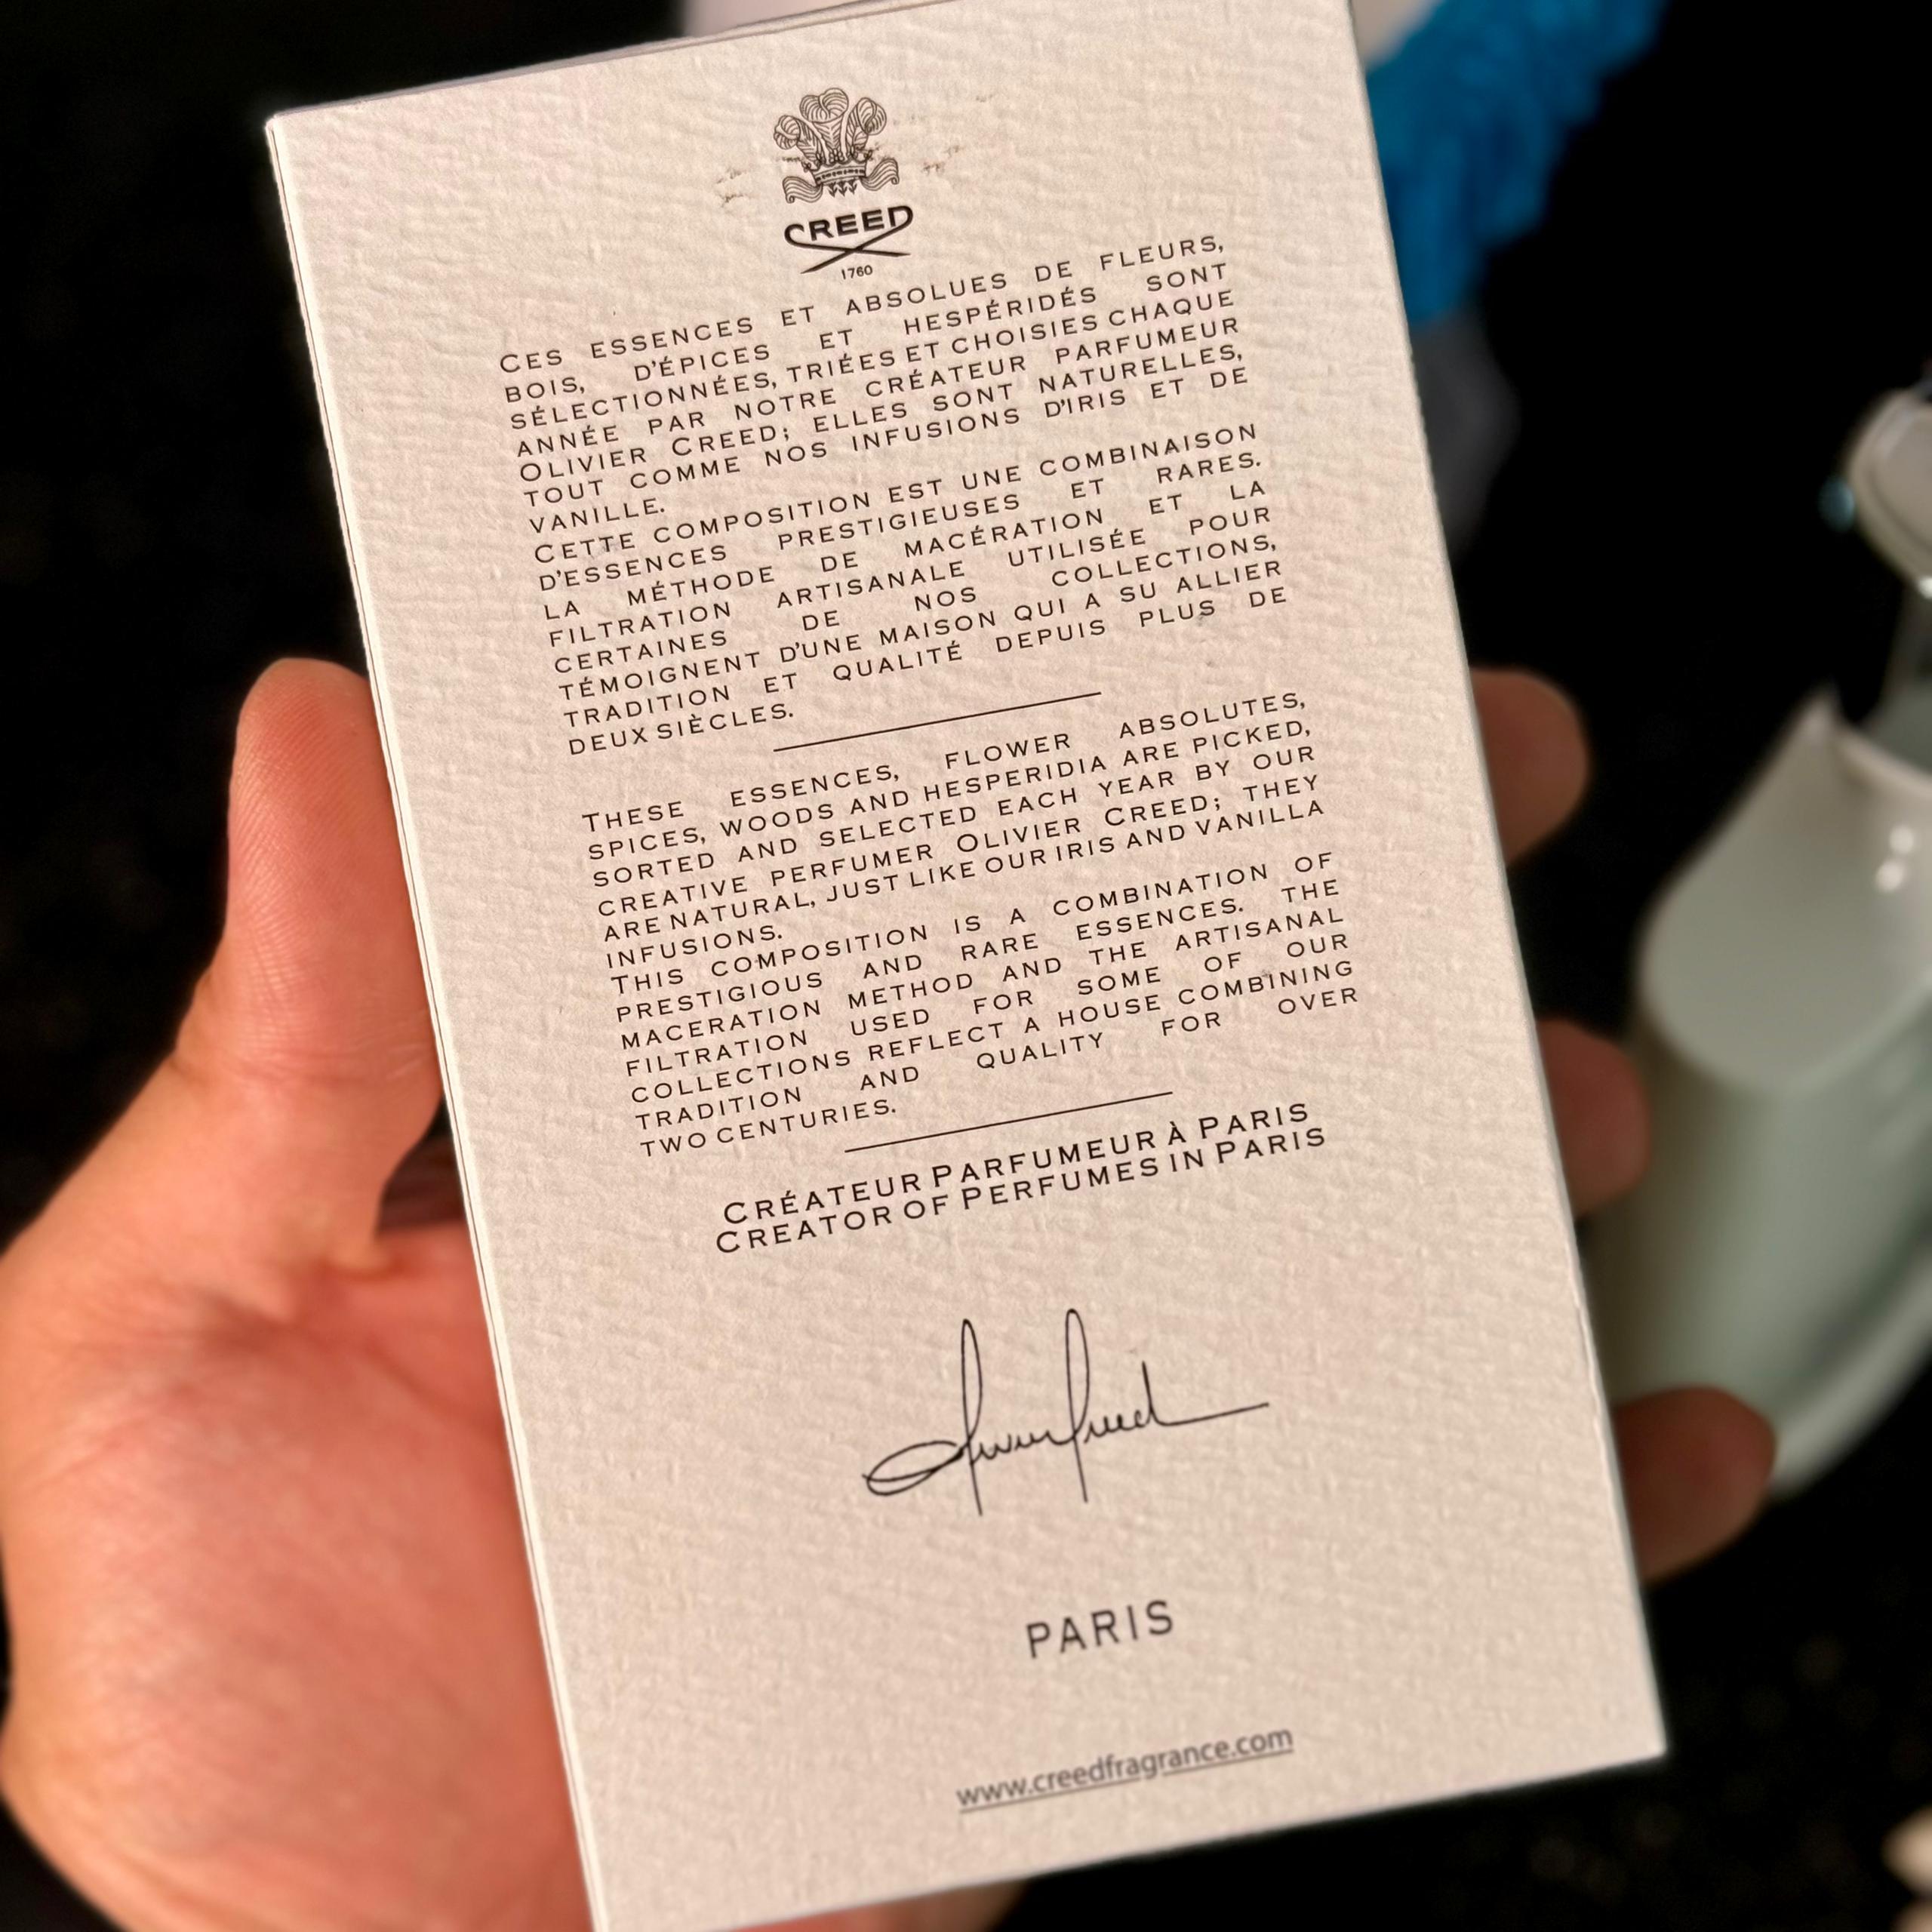 CREED
1760
CES ESSENCES ET ABSOLUES DE FLEURS,
BOIS, D'ÉPICES ET HESPÉRIDÉS SONT
SÉLECTIONNÉES, TRIÉES ET CHOISIES CHAQUE
ANNÉE PAR NOTRE CRÉATEUR PARFUMEUR
OLIVIER CREED; ELLES SONT NATURELLES,
TOUT COMME NOS INFUSIONS D'IRIS ET DE
VANILLE.
CETTE COMPOSITION EST UNE COMBINAISON
D'ESSENCES PRESTIGIEUSES ET RARES.
LA MÉTHODE DE MACÉRATION ET LA
FILTRATION ARTISANALE UTILISÉE POUR
CERTAINES DE NOS COLLECTIONS,
TÉMOIGNENT D'UNE MAISON QUI A SU ALLIER
TRADITION ET QUALITÉ DEPUIS PLUS DE
DEUX SIÈCLES.
THESE ESSENCES, FLOWER ABSOLUTES,
SPICES, WOODS AND HESPERIDIA ARE PICKED,
SORTED AND SELECTED EACH YEAR BY OUR
CREATIVE PERFUMER OLIVIER CREED; THEY
ARE NATURAL, JUST LIKE OUR IRIS AND VANILLA
INFUSIONS.
THIS COMPOSITION IS A COMBINATION OF
PRESTIGIOUS AND RARE ESSENCES. THE
MACERATION METHOD AND THE ARTISANAL
FILTRATION USED FOR SOME OF OUR
COLLECTIONS REFLECT A HOUSE COMBINING
TRADITION AND QUALITY FOR OVER
TWO CENTURIES.
CRÉATEUR PARFUMEUR À PARIS
CREATOR OF PERFUMES IN PARIS
PARIS
www.creedfragrance.com